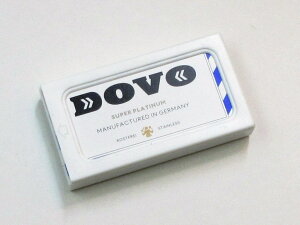 DOVO
SUPER PLATINUM
MANUFACTURED IN GERMANY
ROSTFREI STAINLESS